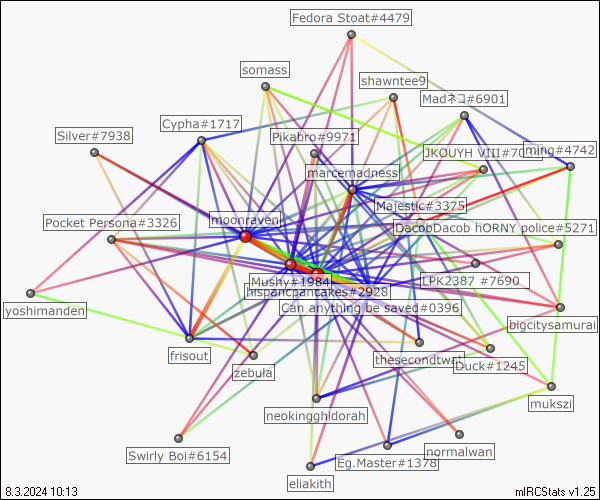 Fedora Stoat#4479
somass
shawntee9
Madネコ#6901
Cypha#1717
Silver#7938
Pikabro#9971
JKOUYH VIII#70
ming#4742
marcemadness
Majestic#3375
Pocket Persona#3326
moonraven
DacobDacob hORNY police#5271
Mushy#1984
LPK2387 #7690
hispancpancakes#2928
Can anything be saved#0396
yoshimanden
bigcitysamurai
frisout
thesecondtwin
Duck#1245
zebula
mukszi
neokingghidorah
Swirly Boi#6154
normalwan
Eg.Master#1378
eliakith
8.3.2024 10:13
mIRCStats v1.25